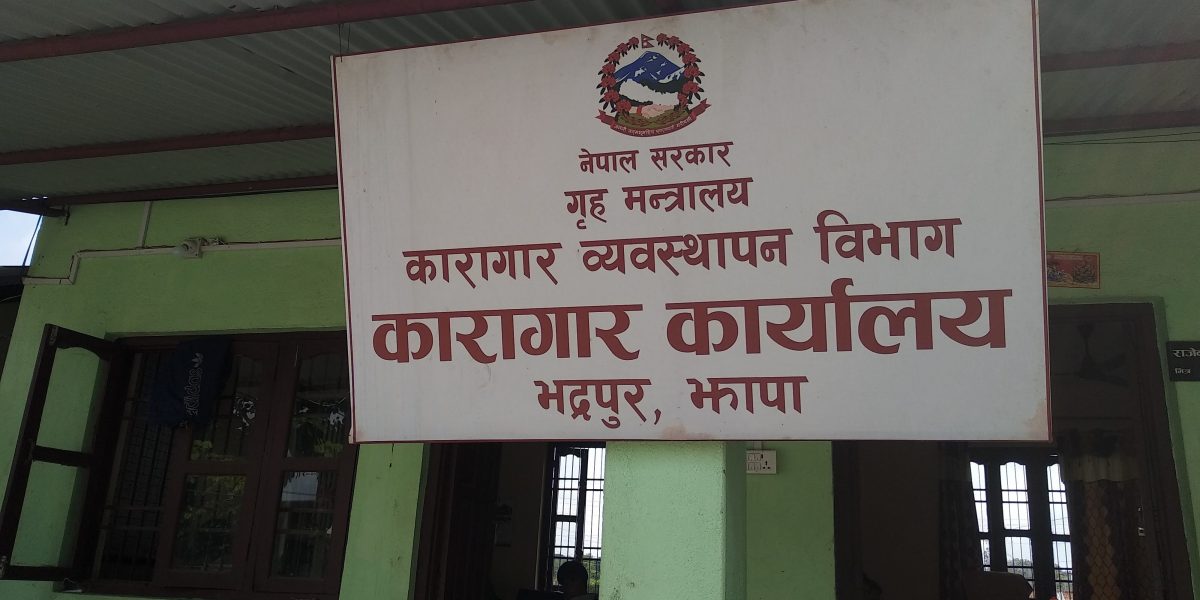 नेपाल सरकार
गृह मन्त्रालय
कारागार व्यवस्थापन विभाग
कारागार कार्यालय
भद्रपुर, झापा